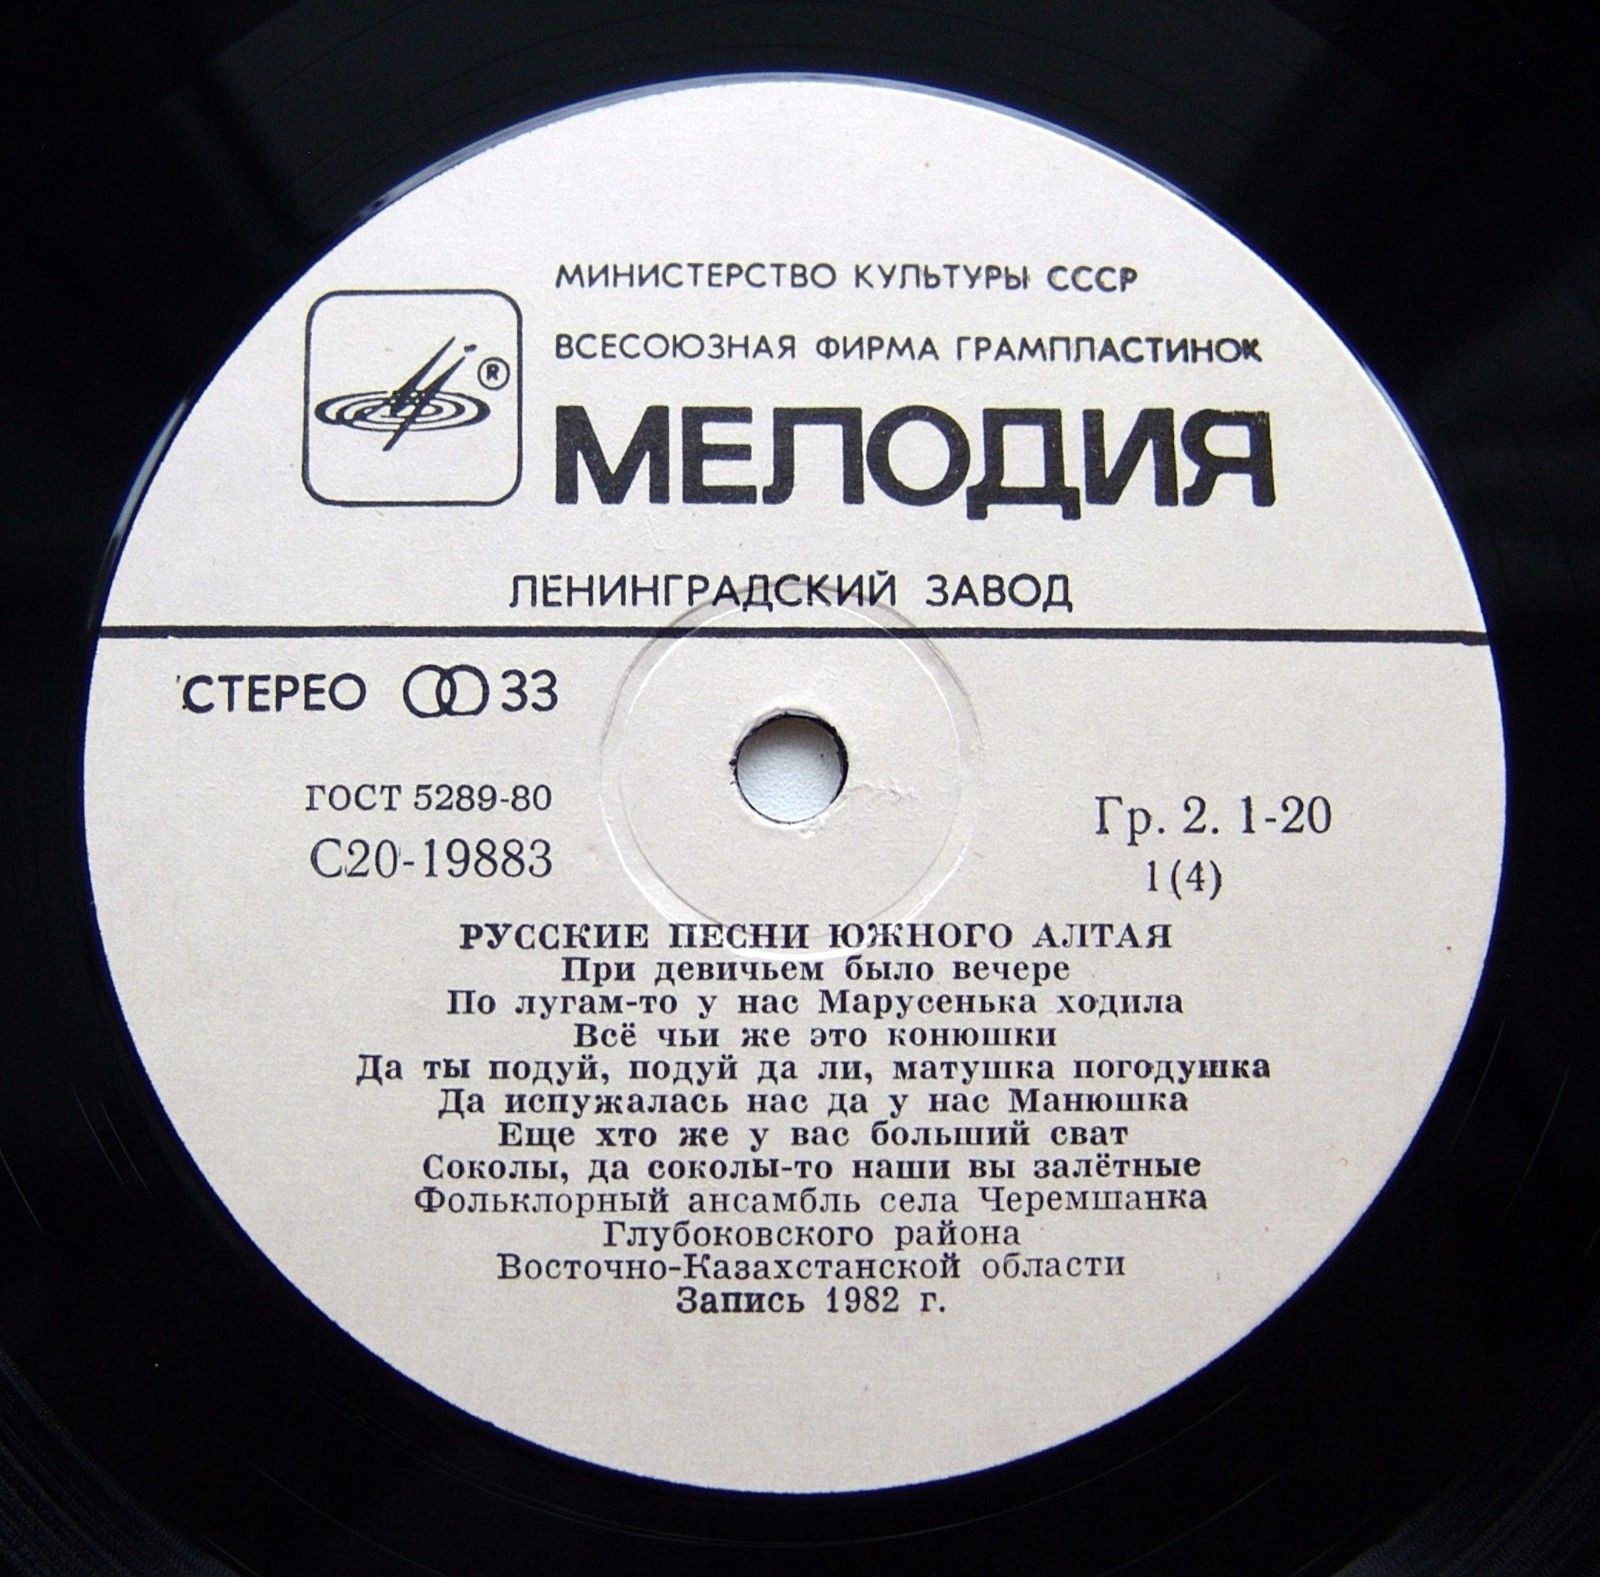 МИНИСТЕРСТВО КУЛЬТУРЫ СССР
ВСЕСОЮЗНАЯ ФИРМА ГРАМПЛАСТИНОК
®
МЕЛОДИЯ
ЛЕНИНГРАДСКИЙ ЗАВОД
СТЕРЕО 33
ГОСТ 5289-80
С20-19883
Гр. 2. 1-20
1(4)
РУССКИЕ ПЕСНИ ЮЖНОГО АЛТАЯ
При девичьем было вечере
По лугам-то у нас Марусенька ходила
Всё чьи же это конюшки
Да ты подуй, подуй да ли, матушка погодушка
Да испужалась нас да у нас Манюшка
Еще хто же у вас больший сват
Соколы, да соколы-то наши вы залётные
Фольклорный ансамбль села Черемшанка
Глубоковского района
Восточно-Казахстанской области
Запись 1982 г.